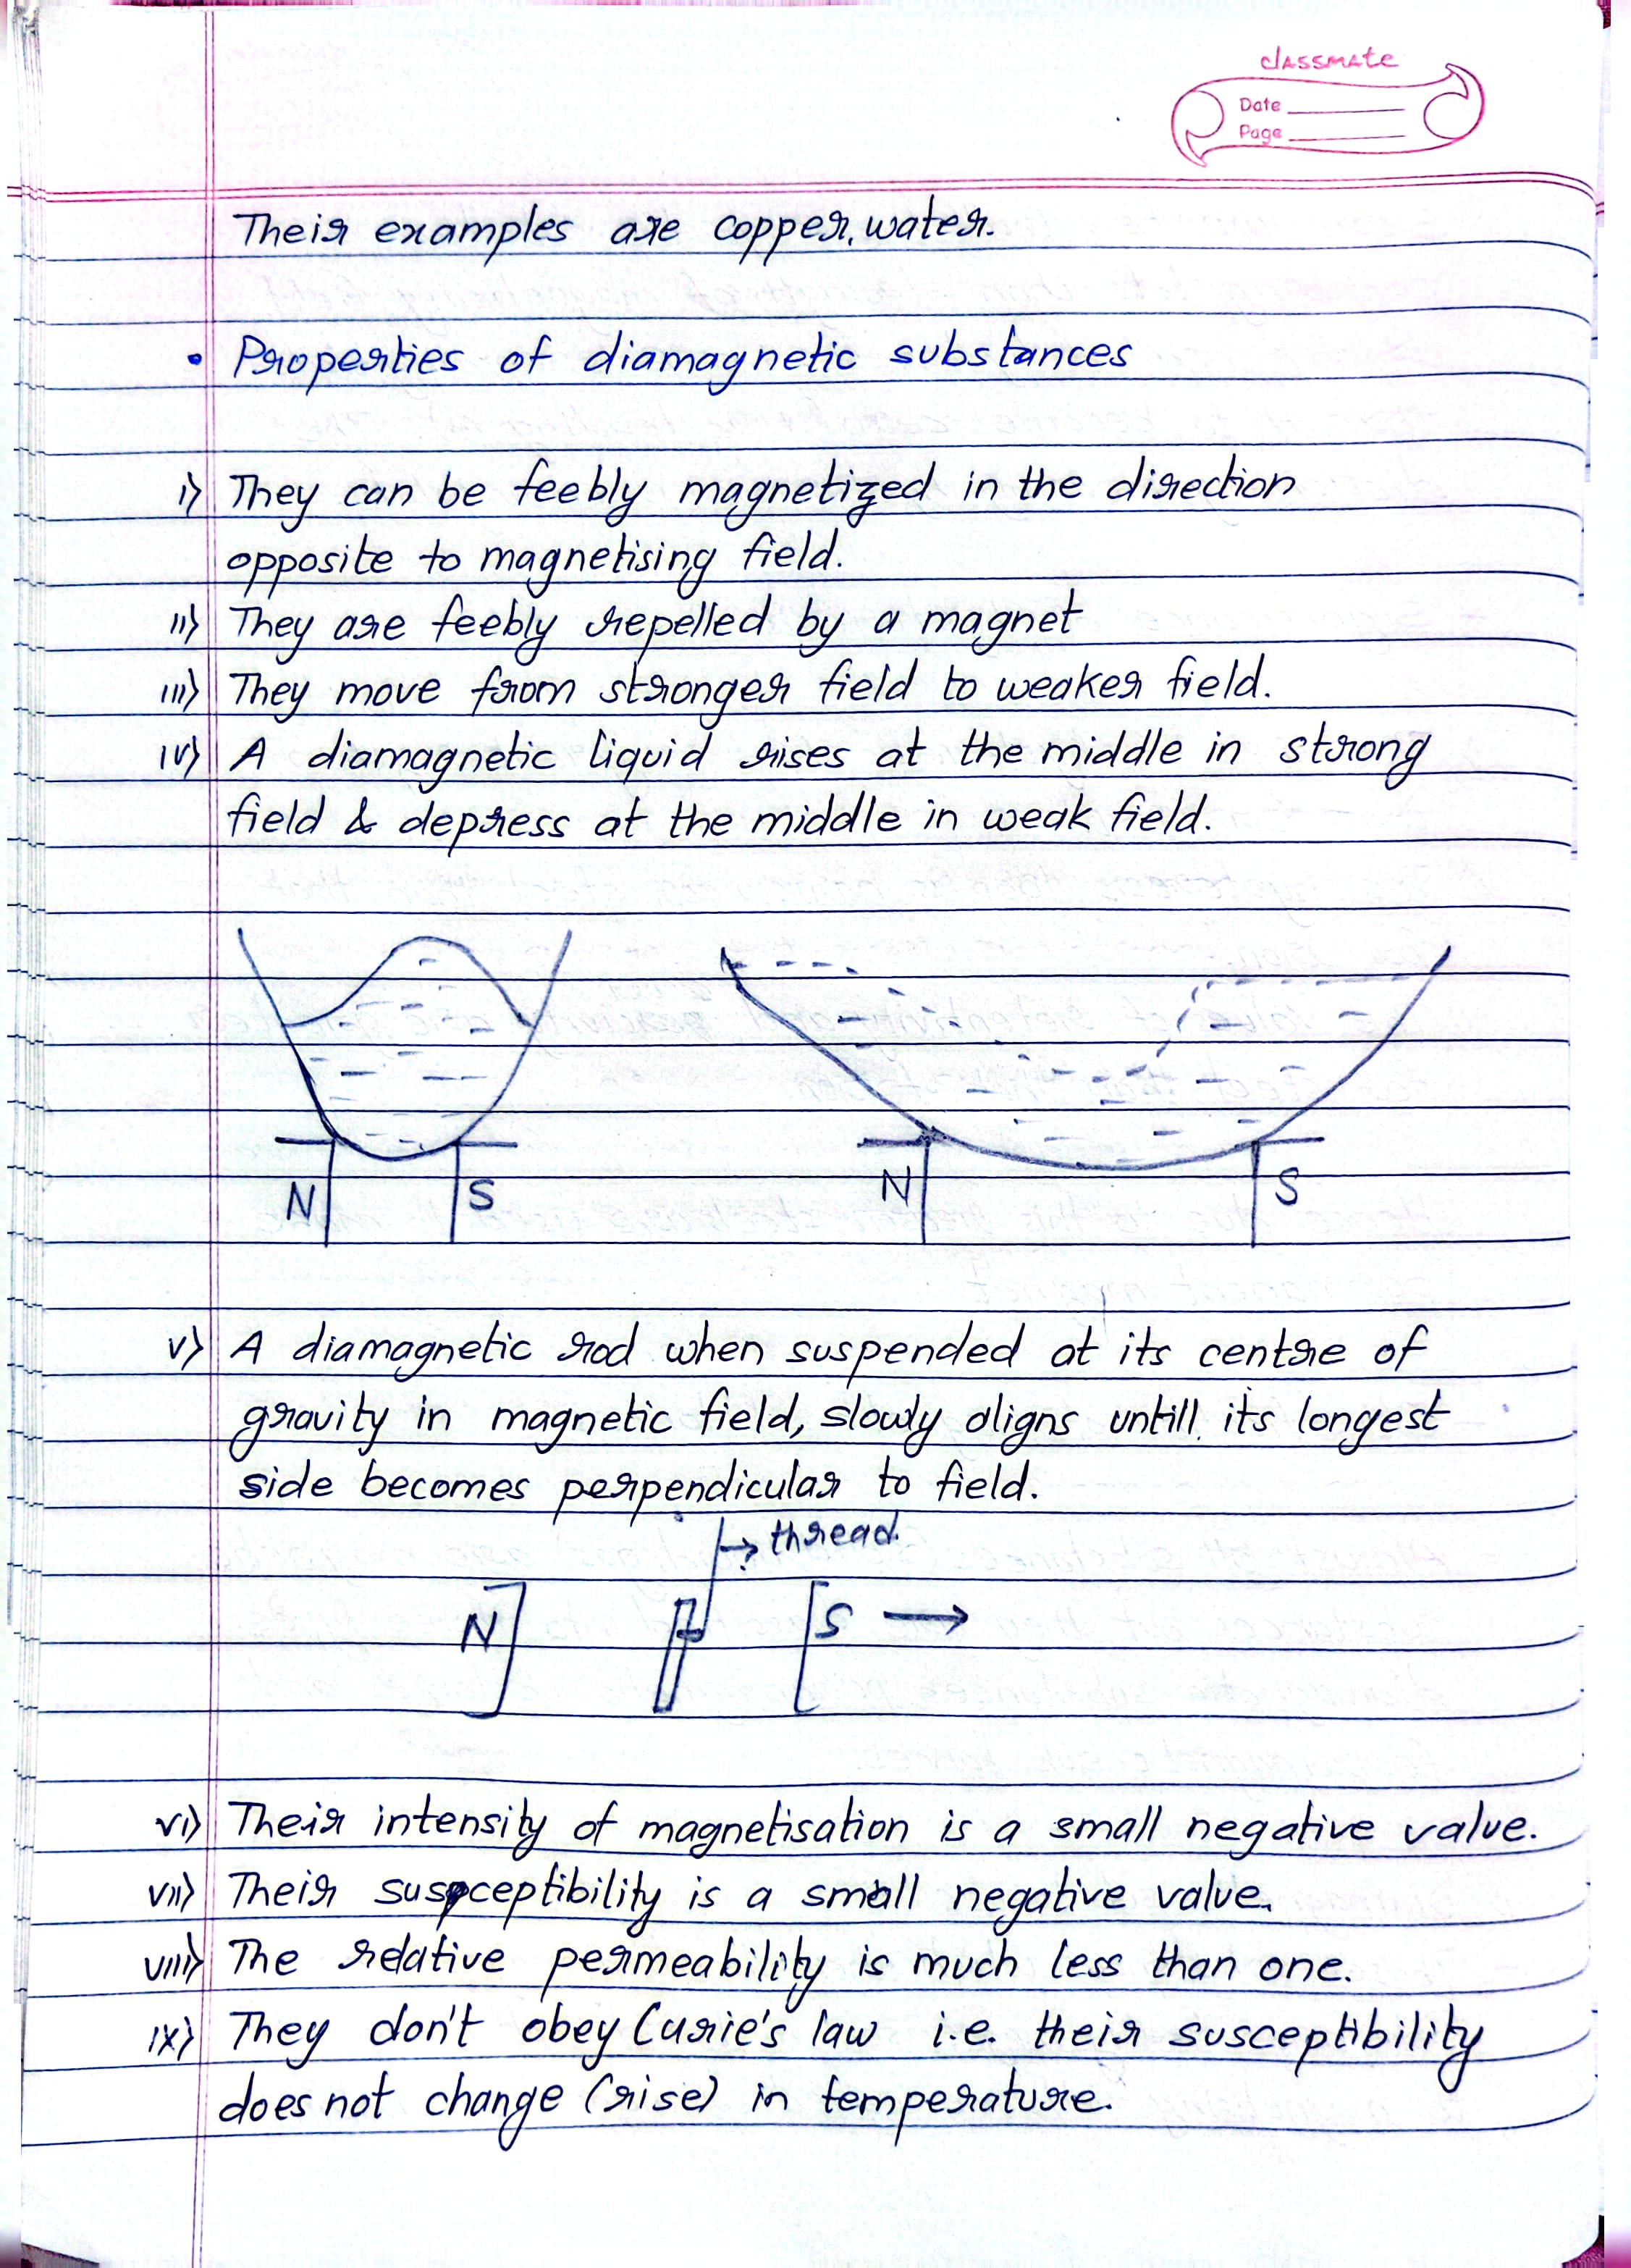 classmate
Date
Page
Their examples are copper, water.
• Properties of diamagnetic substances
i) They can be feebly magnetized in the direction
opposite to magnetising field.
ii) They are feebly repelled by a magnet
iii) They move from stronger field to weaker field.
iv) A diamagnetic liquid rises at the middle in strong
field & depress at the middle in weak field.
N S N S
v) A diamagnetic rod when suspended at its centre of
gravity in magnetic field, slowly aligns untill its longest
side becomes perpendicular to field.
→ thread
N S →
vi) Their intensity of magnetisation is a small negative value.
vii) Their susceptibility is a small negative value.
viii) The relative permeability is much less than one.
ix) They don't obey Curie's law i.e. their susceptibility
does not change (rise) in temperature.